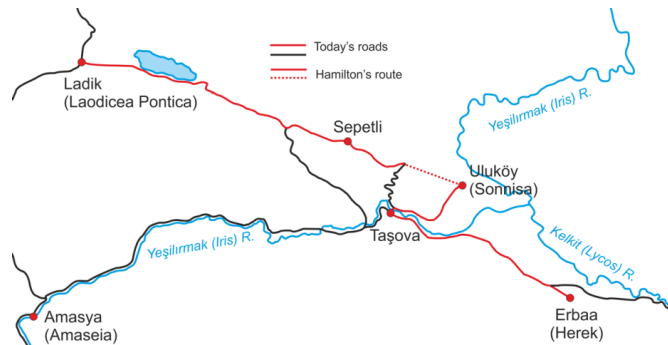 Today's roads
Hamilton's route
Ladik
(Laodicea Pontica)
Yeşilırmak (Iris) R.
Sepetli
Uluköy
(Sonnisa)
Taşova
Yeşilırmak (Iris) R.
Kelkit (Lycos) R.
Amasya
(Amaseia)
Erbaa
(Herek)